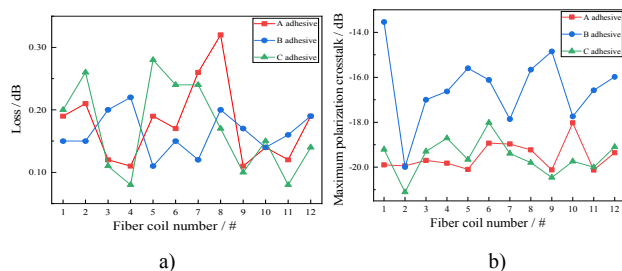 A adhesive
B adhesive
C adhesive
0.30
0.20
0.10
Loss / dB
1 2 3 4 5 6 7 8 9 10 11 12
Fiber coil number / #
a)
A adhesive
B adhesive
C adhesive
-14.0
-16.0
-18.0
-20.0
Maximum polarization crosstalk / dB
1 2 3 4 5 6 7 8 9 10 11 12
Fiber coil number / #
b)